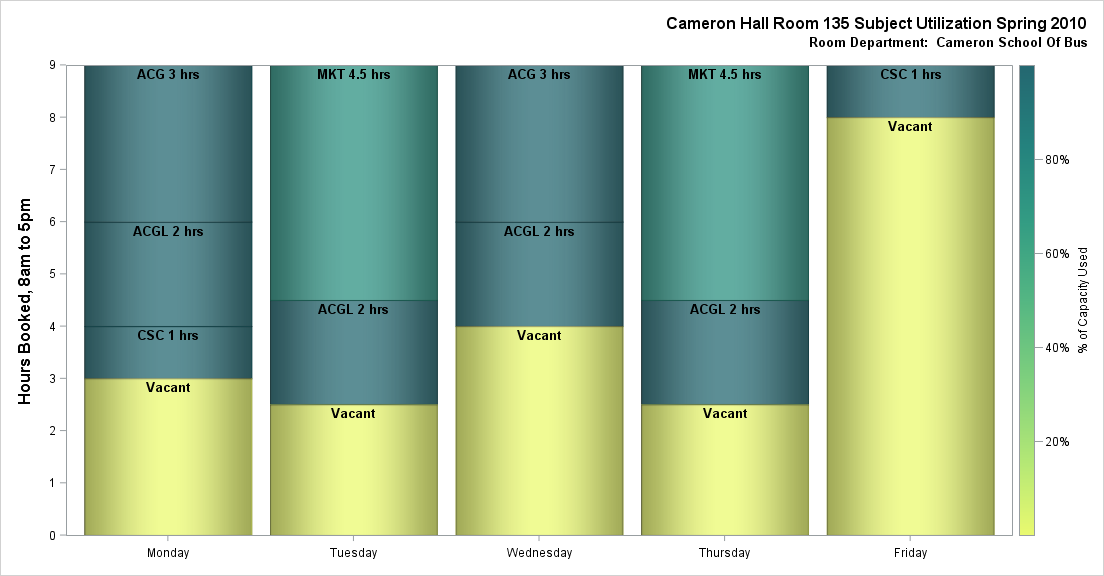 Cameron Hall Room 135 Subject Utilization Spring 2010
Room Department:  Cameron School Of Bus
Hours Booked, 8am to 5pm
9
8
7
6
5
4
3
2
1
0
ACG 3 hrs
ACGL 2 hrs
CSC 1 hrs
Vacant
MKT 4.5 hrs
ACGL 2 hrs
Vacant
ACG 3 hrs
ACGL 2 hrs
Vacant
MKT 4.5 hrs
ACGL 2 hrs
Vacant
CSC 1 hrs
Vacant
Monday
Tuesday
Wednesday
Thursday
Friday
80%
60%
40%
20%
% of Capacity Used